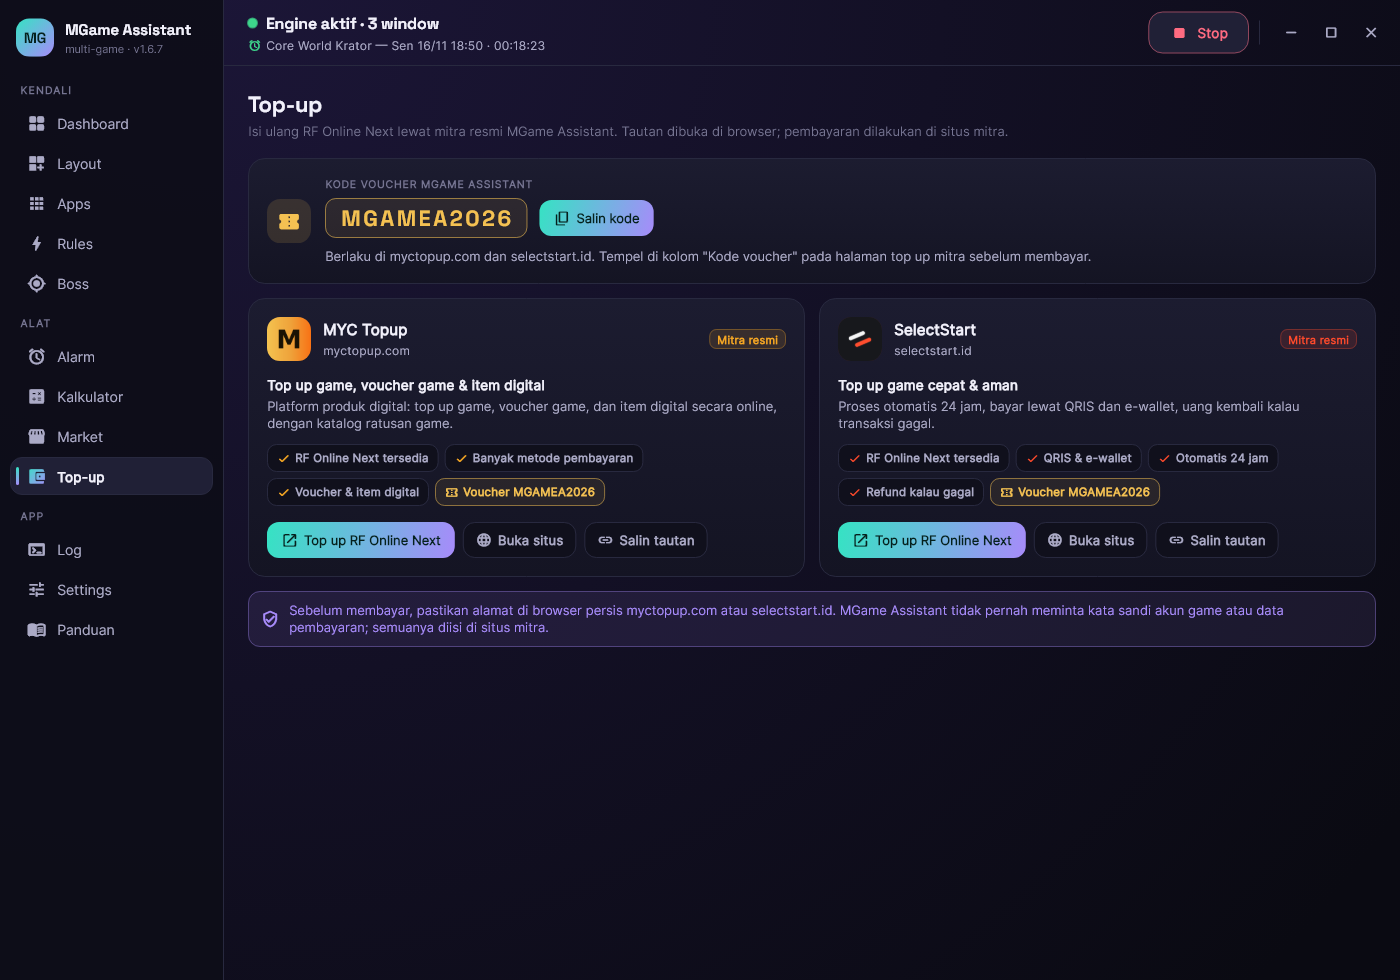 MG
MGame Assistant
multi-game · v1.6.7
KENDALI
Dashboard
Layout
Apps
Rules
Boss
ALAT
Alarm
Kalkulator
Market
Top-up
APP
Log
Settings
Panduan
Engine aktif · 3 window
Core World Krator — Sen 16/11 18:50 · 00:18:23
Stop
Top-up
Isi ulang RF Online Next lewat mitra resmi MGame Assistant. Tautan dibuka di browser; pembayaran dilakukan di situs mitra.
KODE VOUCHER MGAME ASSISTANT
MGAMEA2026
Salin kode
Berlaku di myctopup.com dan selectstart.id. Tempel di kolom "Kode voucher" pada halaman top up mitra sebelum membayar.
M
MYC Topup
myctopup.com
Mitra resmi
Top up game, voucher game & item digital
Platform produk digital: top up game, voucher game, dan item digital secara online,
dengan katalog ratusan game.
RF Online Next tersedia
Banyak metode pembayaran
Voucher & item digital
Voucher MGAMEA2026
Top up RF Online Next
Buka situs
Salin tautan
SelectStart
selectstart.id
Mitra resmi
Top up game cepat & aman
Proses otomatis 24 jam, bayar lewat QRIS dan e-wallet, uang kembali kalau
transaksi gagal.
RF Online Next tersedia
QRIS & e-wallet
Otomatis 24 jam
Refund kalau gagal
Voucher MGAMEA2026
Top up RF Online Next
Buka situs
Salin tautan
Sebelum membayar, pastikan alamat di browser persis myctopup.com atau selectstart.id. MGame Assistant tidak pernah meminta kata sandi akun game atau data
pembayaran; semuanya diisi di situs mitra.